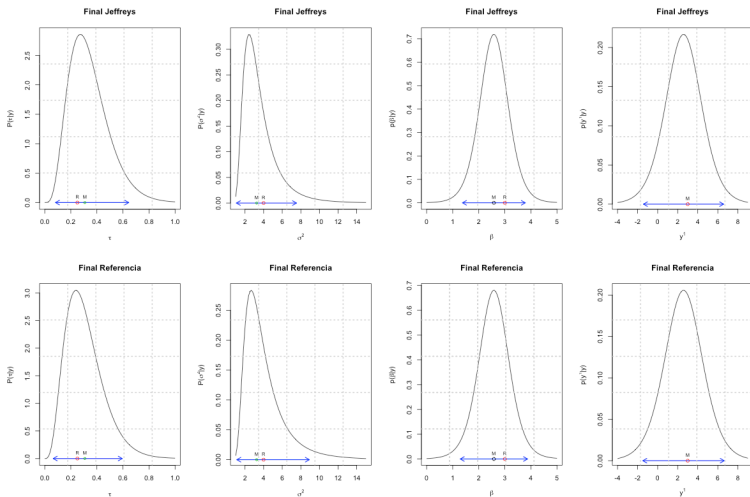 Final Jeffreys
P(τ|y)
0.0 0.5 1.0 1.5 2.0 2.5
R M
0.0 0.2 0.4 0.6 0.8 1.0
τ
Final Jeffreys
P(σ²|y)
0.00 0.05 0.10 0.15 0.20 0.25 0.30
M R
2 4 6 8 10 12 14
σ²
Final Jeffreys
p(β|y)
0.0 0.1 0.2 0.3 0.4 0.5 0.6 0.7
M R
0 1 2 3 4 5
β
Final Jeffreys
p(y¹|y)
0.00 0.05 0.10 0.15 0.20
M
-4 -2 0 2 4 6 8
y¹
Final Referencia
P(τ|y)
0.0 0.5 1.0 1.5 2.0 2.5 3.0
R M
0.0 0.2 0.4 0.6 0.8 1.0
τ
Final Referencia
P(σ²|y)
0.00 0.05 0.10 0.15 0.20 0.25
M R
2 4 6 8 10 12 14
σ²
Final Referencia
p(β|y)
0.0 0.1 0.2 0.3 0.4 0.5 0.6 0.7
M R
0 1 2 3 4 5
β
Final Referencia
p(y¹|y)
0.00 0.05 0.10 0.15 0.20
M
-4 -2 0 2 4 6 8
y¹